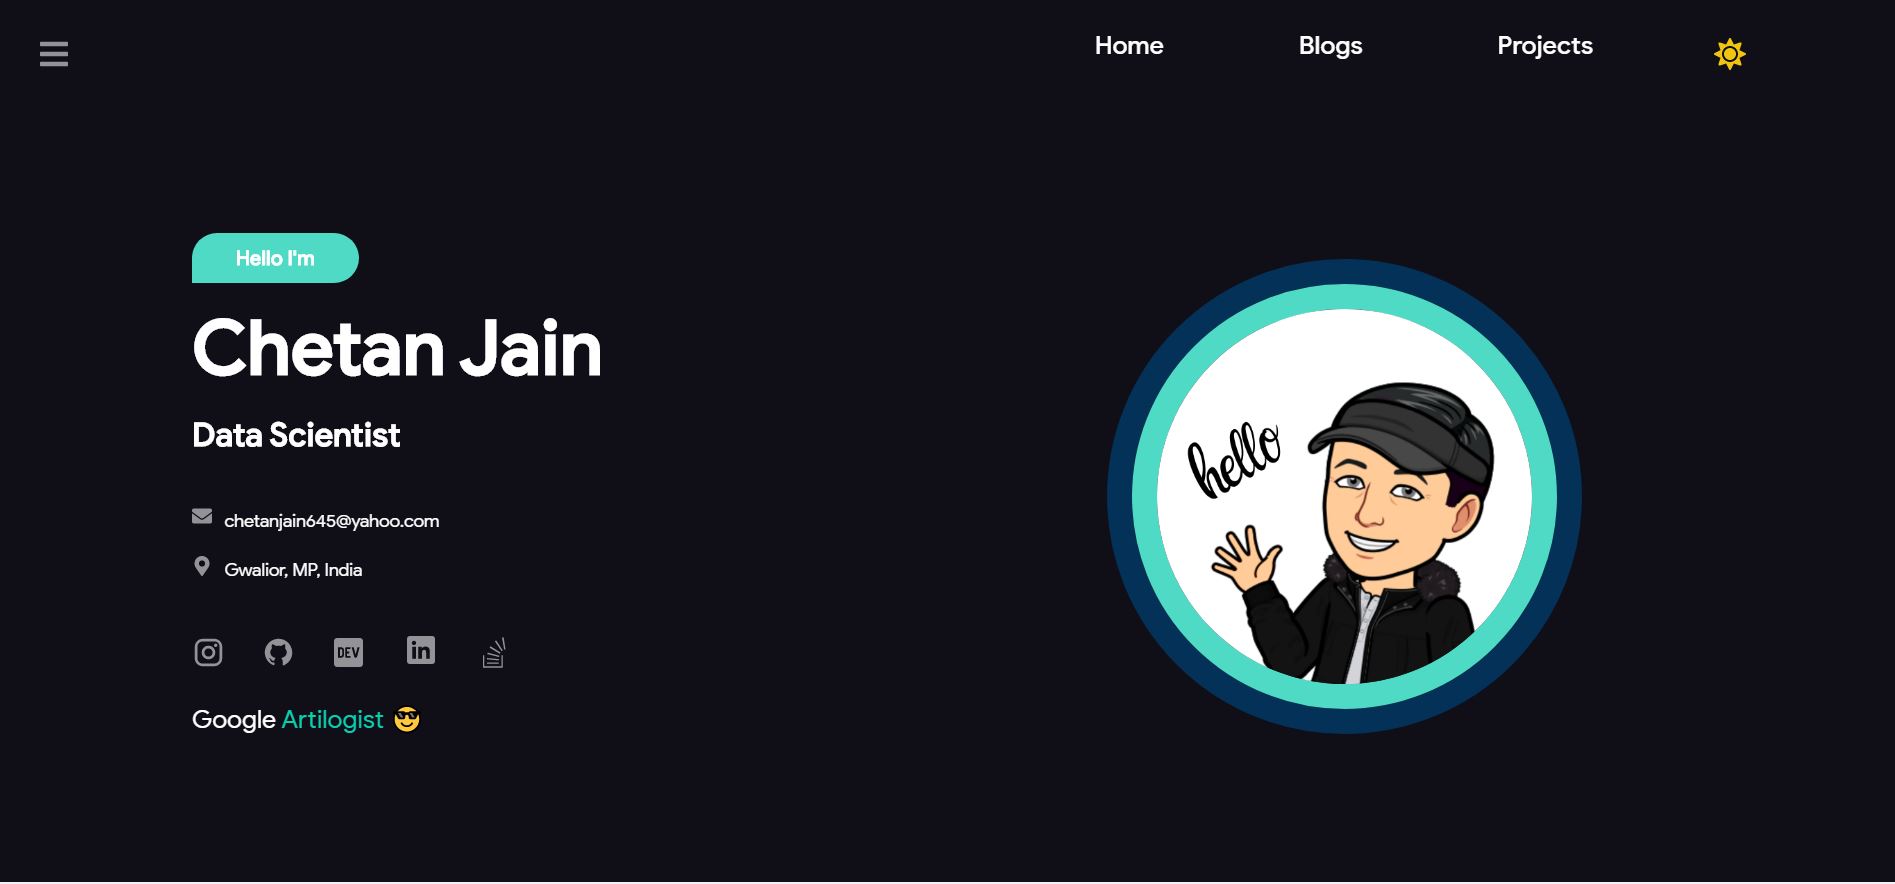 Home Blogs Projects
Hello I'm
Chetan Jain
Data Scientist
chetanjain645@yahoo.com
Gwalior, MP, India
DEV in
Google Artilogist 😎
hello